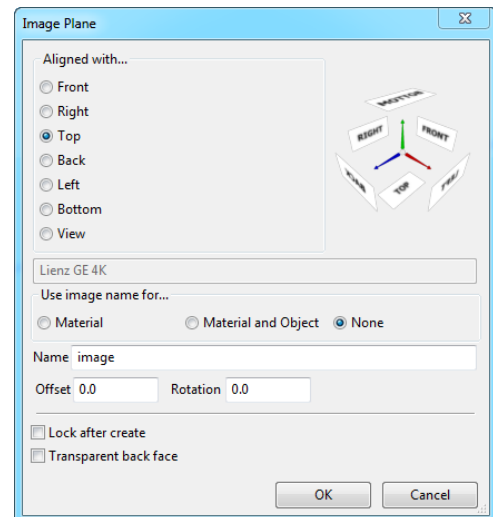 Image Plane
Aligned with...
Front
Right
Top
Back
Left
Bottom
View
BOTTOM
RIGHT
FRONT
BACK
TOP
LEFT
Lienz GE 4K
Use image name for...
Material
Material and Object
None
Name image
Offset 0.0 Rotation 0.0
Lock after create
Transparent back face
OK Cancel